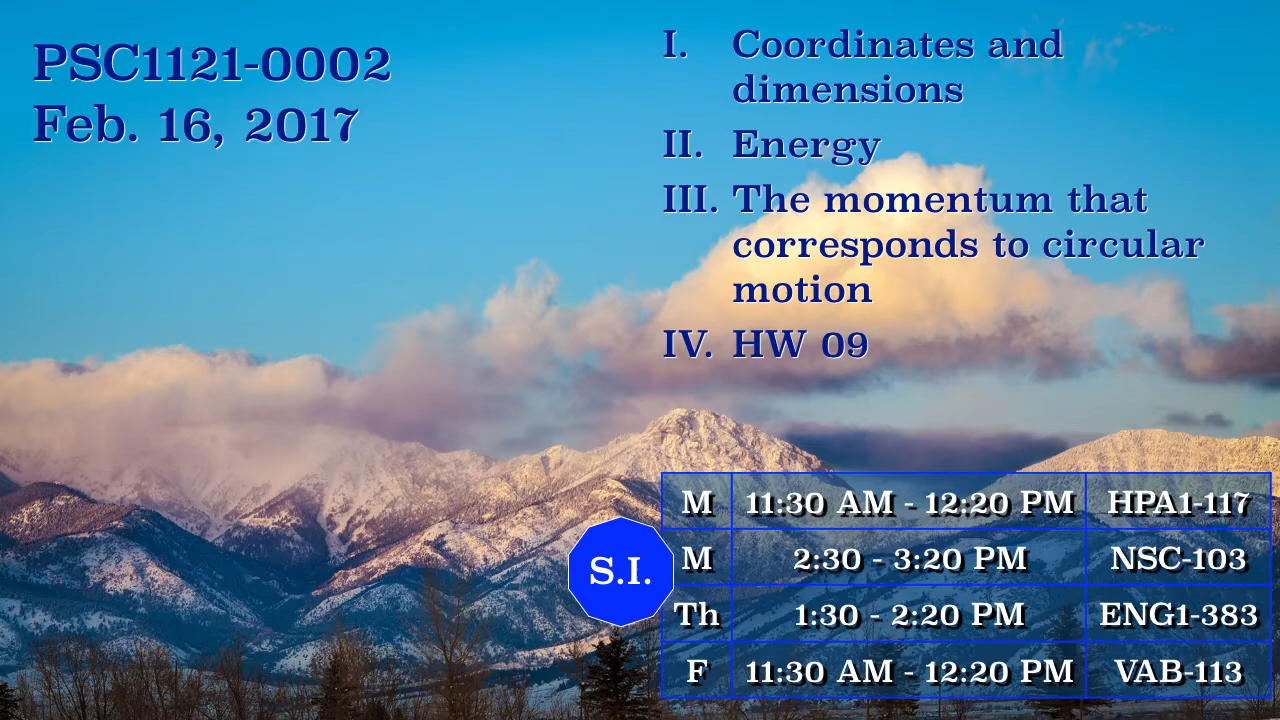 PSC1121-0002
Feb. 16, 2017
I. Coordinates and
dimensions
II. Energy
III. The momentum that
corresponds to circular
motion
IV. HW 09
S.I.
M 11:30 AM - 12:20 PM HPA1-117
M 2:30 - 3:20 PM NSC-103
Th 1:30 - 2:20 PM ENG1-383
F 11:30 AM - 12:20 PM VAB-113